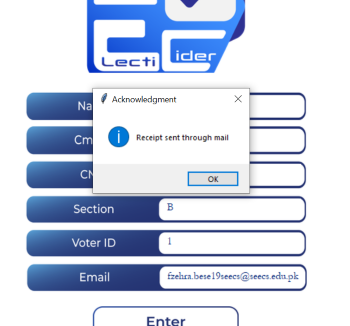 Lecti ider
Acknowledgment
Na
Receipt sent through mail
Cm
CN
OK
Section B
Voter ID 1
Email fzehra.bese19seecs@seecs.edu.pk
Enter